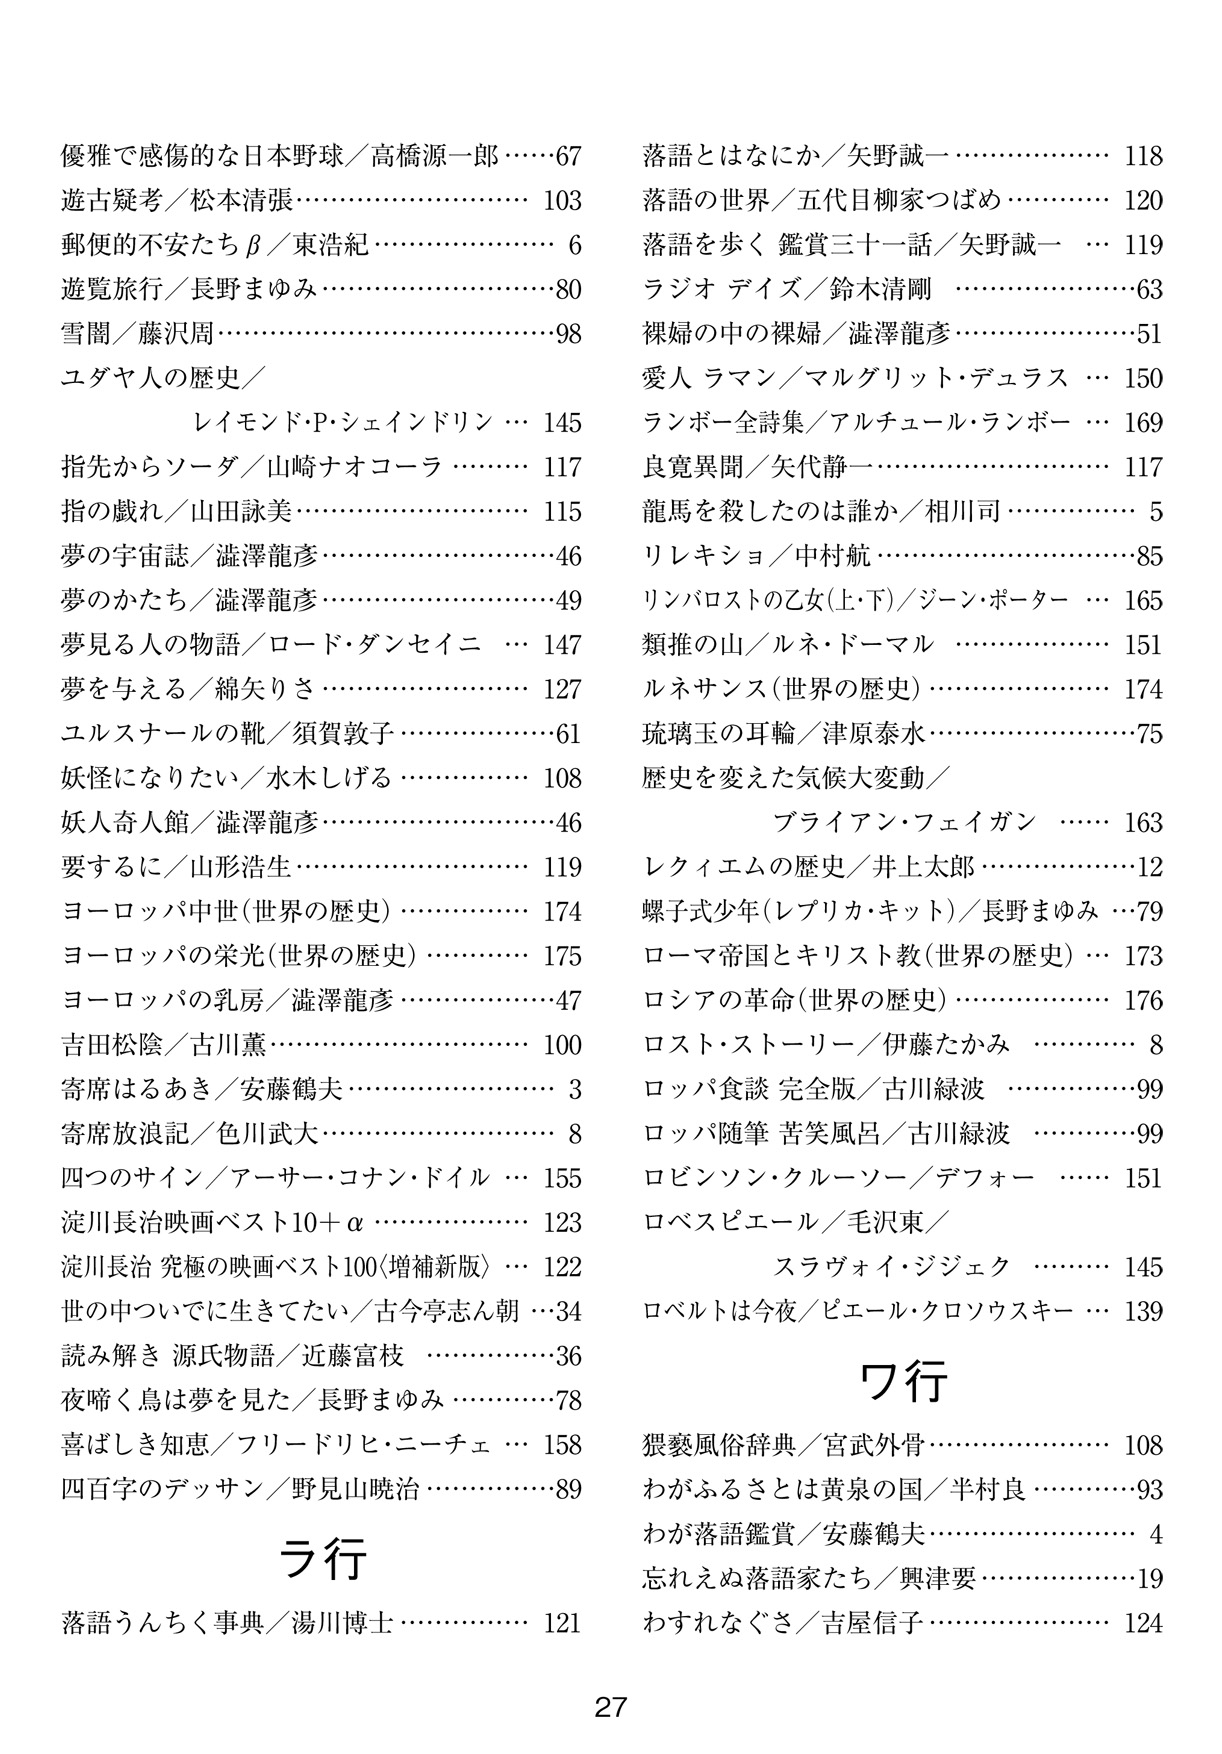 優雅で感傷的な日本野球／高橋源一郎……67
遊古疑考／松本清張……………………… 103
郵便的不安たちβ／東浩紀………………… 6
遊覧旅行／長野まゆみ………………………80
雪闇／藤沢周…………………………………98
ユダヤ人の歴史／
レイモンド・P・シェインドリン … 145
指先からソーダ／山崎ナオコーラ ……… 117
指の戯れ／山田詠美……………………… 115
夢の宇宙誌／澁澤龍彥………………………46
夢のかたち／澁澤龍彥………………………49
夢見る人の物語／ロード・ダンセイニ … 147
夢を与える／綿矢りさ…………………… 127
ユルスナールの靴／須賀敦子………………61
妖怪になりたい／水木しげる …………… 108
妖人奇人館／澁澤龍彥………………………46
要するに／山形浩生……………………… 119
ヨーロッパ中世(世界の歴史) …………… 174
ヨーロッパの栄光(世界の歴史) ………… 175
ヨーロッパの乳房／澁澤龍彥………………47
吉田松陰／古川薫………………………… 100
寄席はるあき／安藤鶴夫…………………… 3
寄席放浪記／色川武大……………………… 8
四つのサイン／アーサー・コナン・ドイル … 155
淀川長治映画ベスト10＋α ……………… 123
淀川長治 究極の映画ベスト100〈増補新版〉 … 122
世の中ついでに生きてたい／古今亭志ん朝 …34
読み解き 源氏物語／近藤富枝 ……………36
夜啼く鳥は夢を見た／長野まゆみ…………78
喜ばしき知恵／フリードリヒ・ニーチェ … 158
四百字のデッサン／野見山暁治……………89
ラ行
落語うんちく事典／湯川博士…………… 121
落語とはなにか／矢野誠一……………… 118
落語の世界／五代目柳家つばめ………… 120
落語を歩く 鑑賞三十一話／矢野誠一 … 119
ラジオ デイズ／鈴木清剛 …………………63
裸婦の中の裸婦／澁澤龍彥…………………51
愛人 ラマン／マルグリット・デュラス … 150
ランボー全詩集／アルチュール・ランボー … 169
良寛異聞／矢代静一……………………… 117
龍馬を殺したのは誰か／相川司…………… 5
リレキショ／中村航…………………………85
リンバロストの乙女(上・下)／ジーン・ポーター … 165
類推の山／ルネ・ドーマル ……………… 151
ルネサンス(世界の歴史)………………… 174
琉璃玉の耳輪／津原泰水……………………75
歴史を変えた気候大変動／
ブライアン・フェイガン …… 163
レクィエムの歴史／井上太郎………………12
螺子式少年(レプリカ・キット)／長野まゆみ …79
ローマ帝国とキリスト教(世界の歴史) … 173
ロシアの革命(世界の歴史)……………… 176
ロスト・ストーリー／伊藤たかみ ………… 8
ロッパ食談 完全版／古川緑波 ……………99
ロッパ随筆 苦笑風呂／古川緑波 …………99
ロビンソン・クルーソー／デフォー …… 151
ロベスピエール／毛沢東／
スラヴォイ・ジジェク ……… 145
ロベルトは今夜／ピエール・クロソウスキー … 139
ワ行
猥褻風俗辞典／宮武外骨………………… 108
わがふるさとは黄泉の国／半村良…………93
わが落語鑑賞／安藤鶴夫…………………… 4
忘れえぬ落語家たち／興津要………………19
わすれなぐさ／吉屋信子………………… 124
27